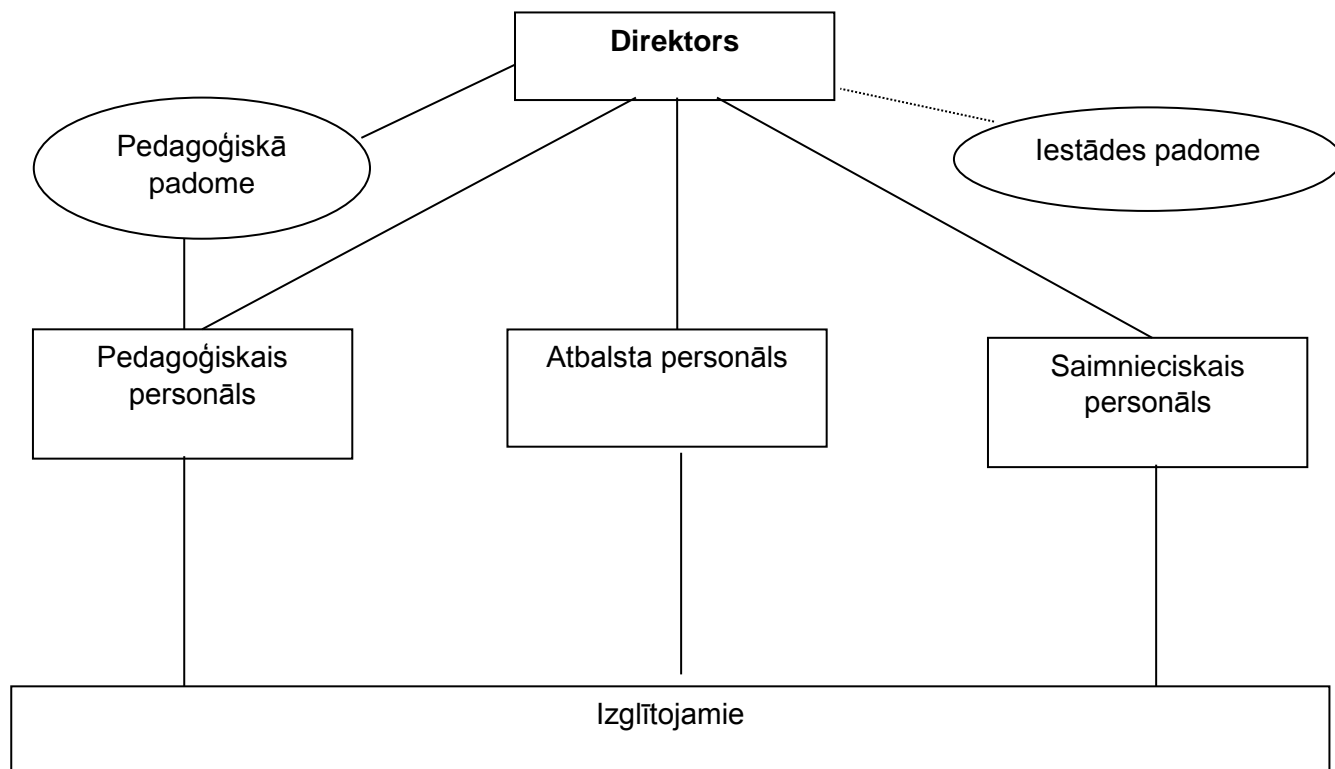 Direktors
Pedagoģiskā
padome
Iestādes padome
Pedagoģiskais
personāls
Atbalsta personāls
Saimnieciskais
personāls
Izglītojamie